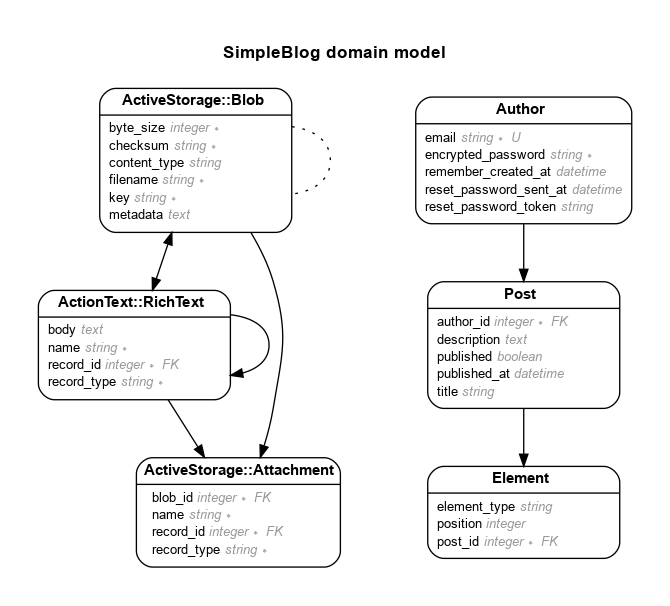 SimpleBlog domain model
ActiveStorage::Blob
byte_size integer ∗
checksum string ∗
content_type string
filename string ∗
key string ∗
metadata text
Author
email string ∗ U
encrypted_password string ∗
remember_created_at datetime
reset_password_sent_at datetime
reset_password_token string
ActionText::RichText
body text
name string ∗
record_id integer ∗ FK
record_type string ∗
Post
author_id integer ∗ FK
description text
published boolean
published_at datetime
title string
ActiveStorage::Attachment
blob_id integer ∗ FK
name string ∗
record_id integer ∗ FK
record_type string ∗
Element
element_type string
position integer
post_id integer ∗ FK